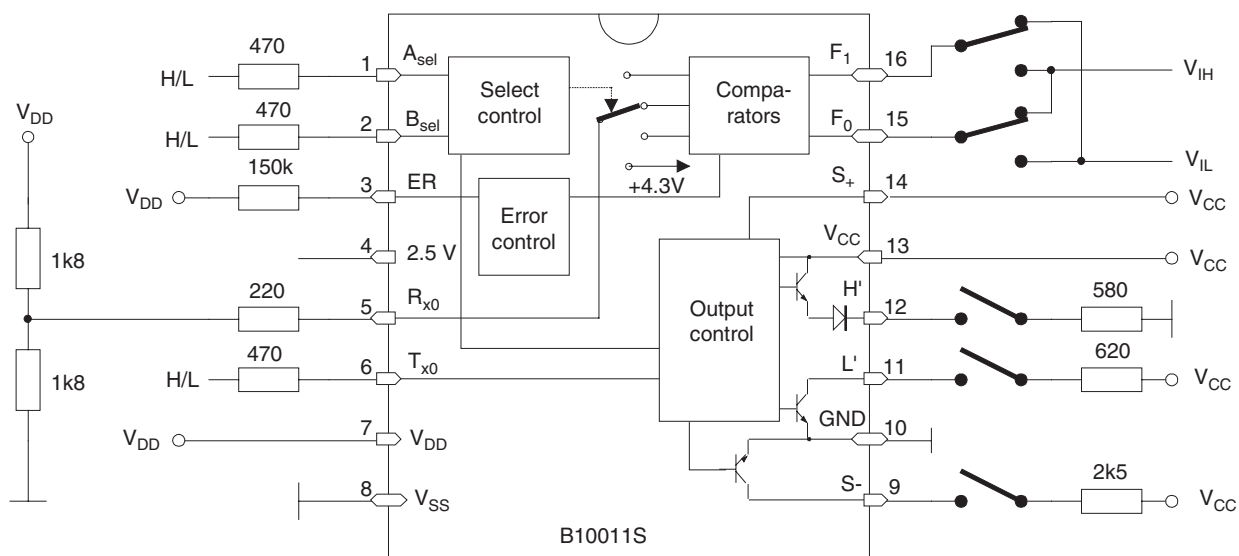 470
H/L
1
A_sel
Select control
Compa-rators
F_1
16
V_IH
V_DD
470
H/L
2
B_sel
F_0
15
150k
V_DD
3
ER
Error control
+4.3V
V_IL
S_+
14
V_CC
4
2.5 V
V_CC
13
V_CC
1k8
220
5
R_x0
Output control
H'
12
580
1k8
470
H/L
6
T_x0
L'
11
620
V_CC
V_DD
7
V_DD
GND
10
8
V_SS
S-
9
2k5
V_CC
B10011S